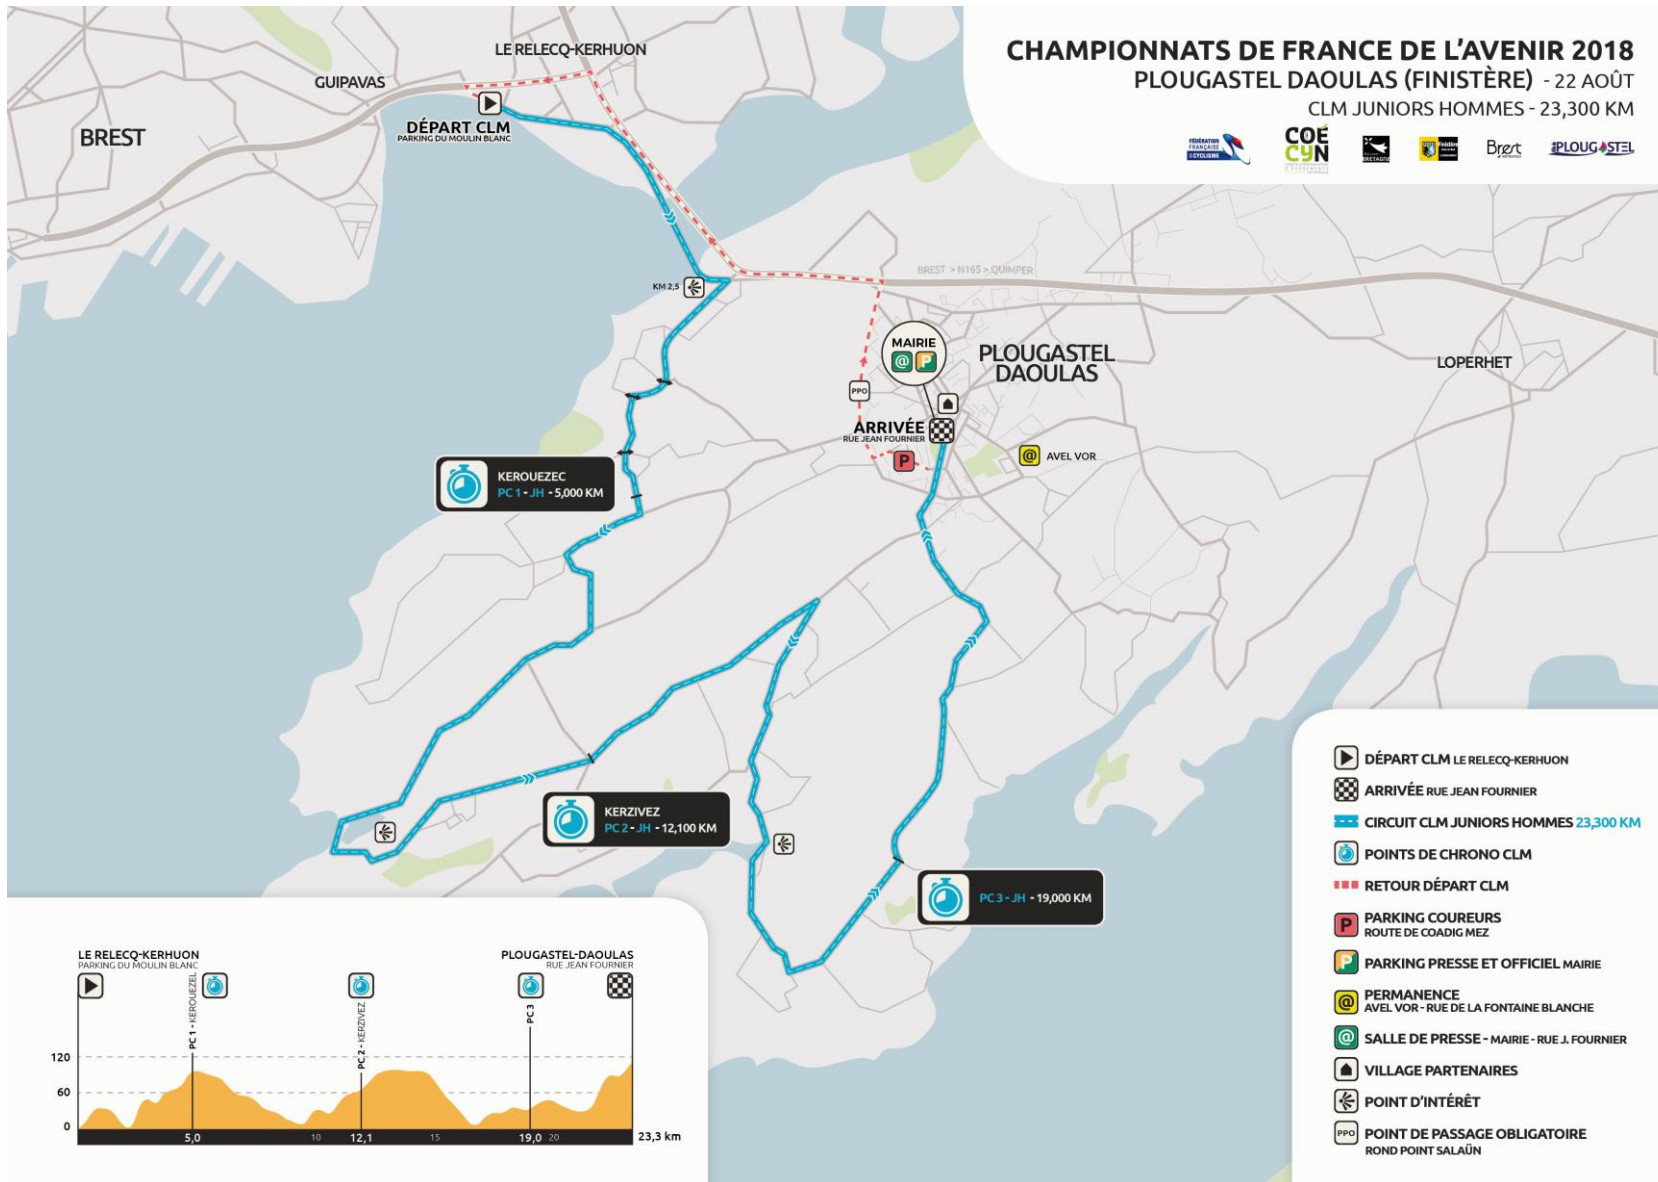 CHAMPIONNATS DE FRANCE DE L'AVENIR 2018
PLOUGASTEL DAOULAS (FINISTÈRE) - 22 AOÛT
CLM JUNIORS HOMMES - 23,300 KM
FÉDÉRATION
FRANÇAISE
DE CYCLISME
COE
CYN
BRETAGNE
Finistère
Brest
PLOUGASTEL
LE RELECQ-KERHUON
GUIPAVAS
BREST
DÉPART CLM
PARKING DU MOULIN BLANC
KM 2,5
BREST > N165 > QUIMPER
MAIRIE
@ P
PLOUGASTEL
DAOULAS
LOPERHET
PPO
ARRIVÉE
RUE JEAN FOURNIER
P
@ AVEL VOR
KEROUEZEC
PC 1 - JH - 5,000 KM
KERZIVEZ
PC 2 - JH - 12,100 KM
PC 3 - JH - 19,000 KM
DÉPART CLM LE RELECQ-KERHUON
ARRIVÉE RUE JEAN FOURNIER
CIRCUIT CLM JUNIORS HOMMES 23,300 KM
POINTS DE CHRONO CLM
RETOUR DÉPART CLM
P PARKING COUREURS
ROUTE DE COADIG MEZ
P PARKING PRESSE ET OFFICIEL MAIRIE
@ PERMANENCE
AVEL VOR - RUE DE LA FONTAINE BLANCHE
@ SALLE DE PRESSE - MAIRIE - RUE J. FOURNIER
VILLAGE PARTENAIRES
POINT D'INTÉRÊT
PPO POINT DE PASSAGE OBLIGATOIRE
ROND POINT SALAÜN
LE RELECQ-KERHUON
PARKING DU MOULIN BLANC
PLOUGASTEL-DAOULAS
RUE JEAN FOURNIER
PC 1 - KEROUEZEL
PC 2 - KERZIVEZ
PC 3
120
60
0
5,0 10 12,1 15 19,0 20 23,3 km